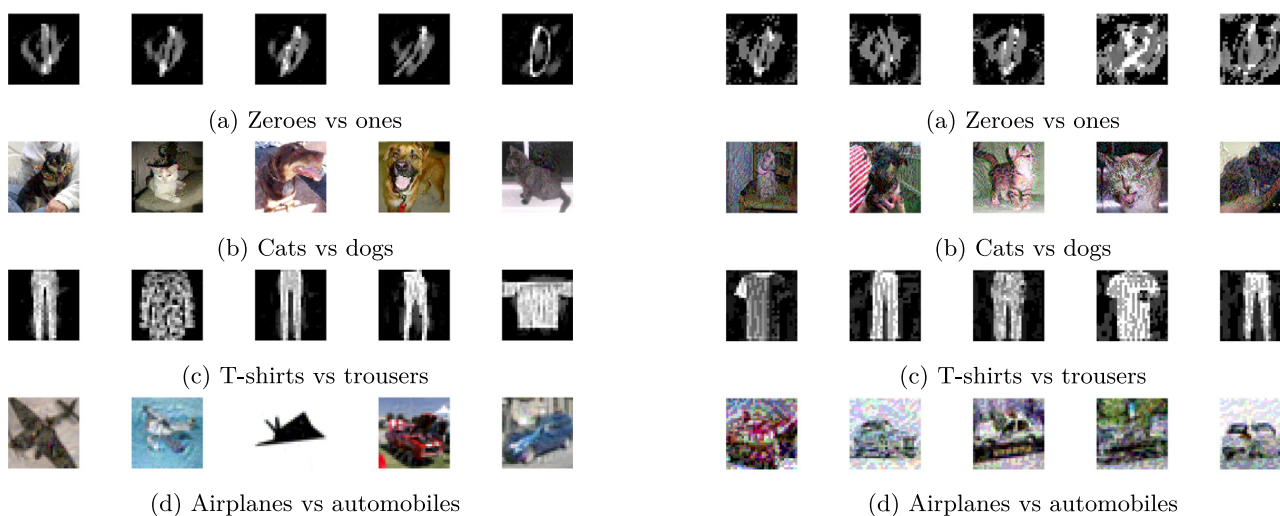 (a) Zeroes vs ones
(b) Cats vs dogs
(c) T-shirts vs trousers
(d) Airplanes vs automobiles
(a) Zeroes vs ones
(b) Cats vs dogs
(c) T-shirts vs trousers
(d) Airplanes vs automobiles